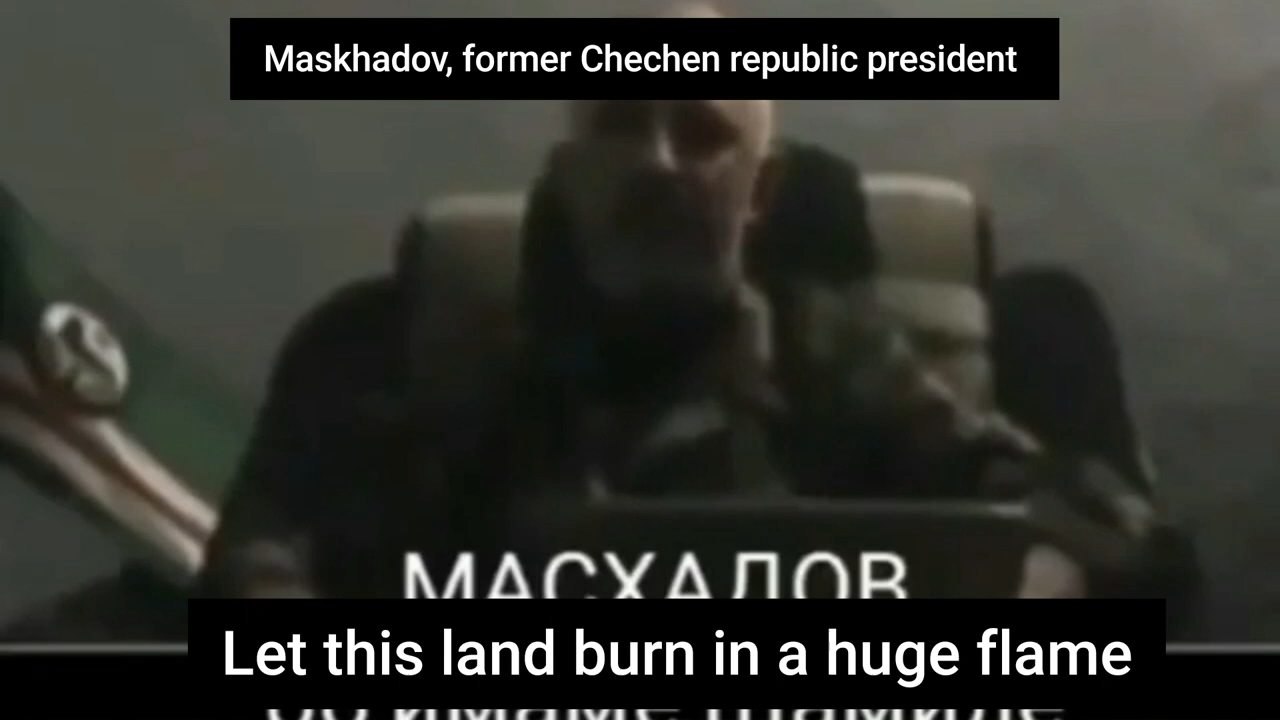 Maskhadov, former Chechen republic president
МАСХАДОВ
Let this land burn in a huge flame